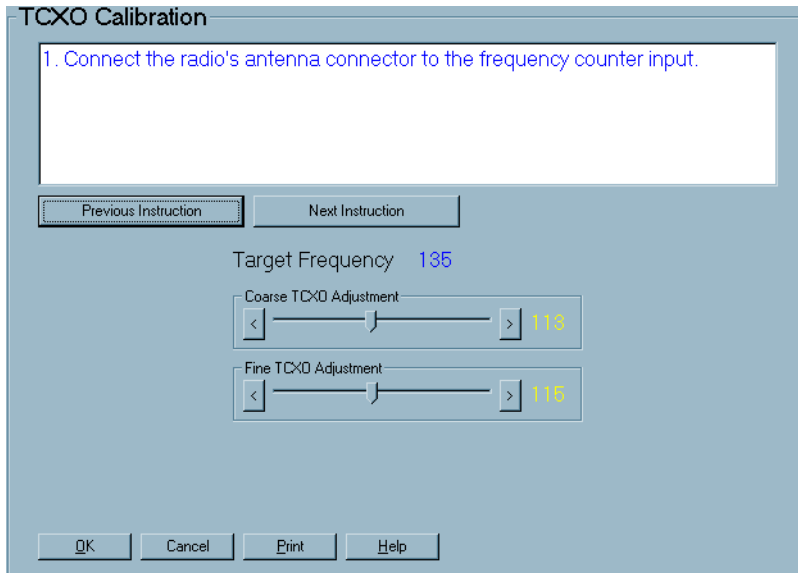 TCXO Calibration
1. Connect the radio's antenna connector to the frequency counter input.
Previous Instruction Next Instruction
Target Frequency 135
Coarse TCXO Adjustment
< > 113
Fine TCXO Adjustment
< > 115
OK Cancel Print Help